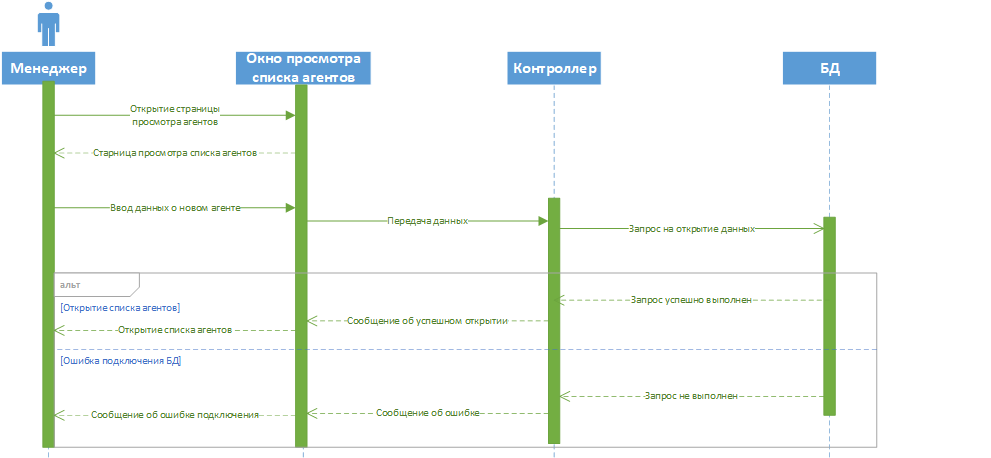 Менеджер
Окно просмотра
списка агентов
Контроллер
БД
Открытие страницы
просмотра агентов
Старница просмотра списка агентов
Ввод данных о новом агенте
Передача данных
Запрос на открытие данных
альт
Запрос успешно выполнен
[Открытие списка агентов]
Сообщение об успешном открытии
Открытие списка агентов
[Ошибка подключения БД]
Запрос не выполнен
Сообщение об ошибке
Сообщение об ошибке подключения